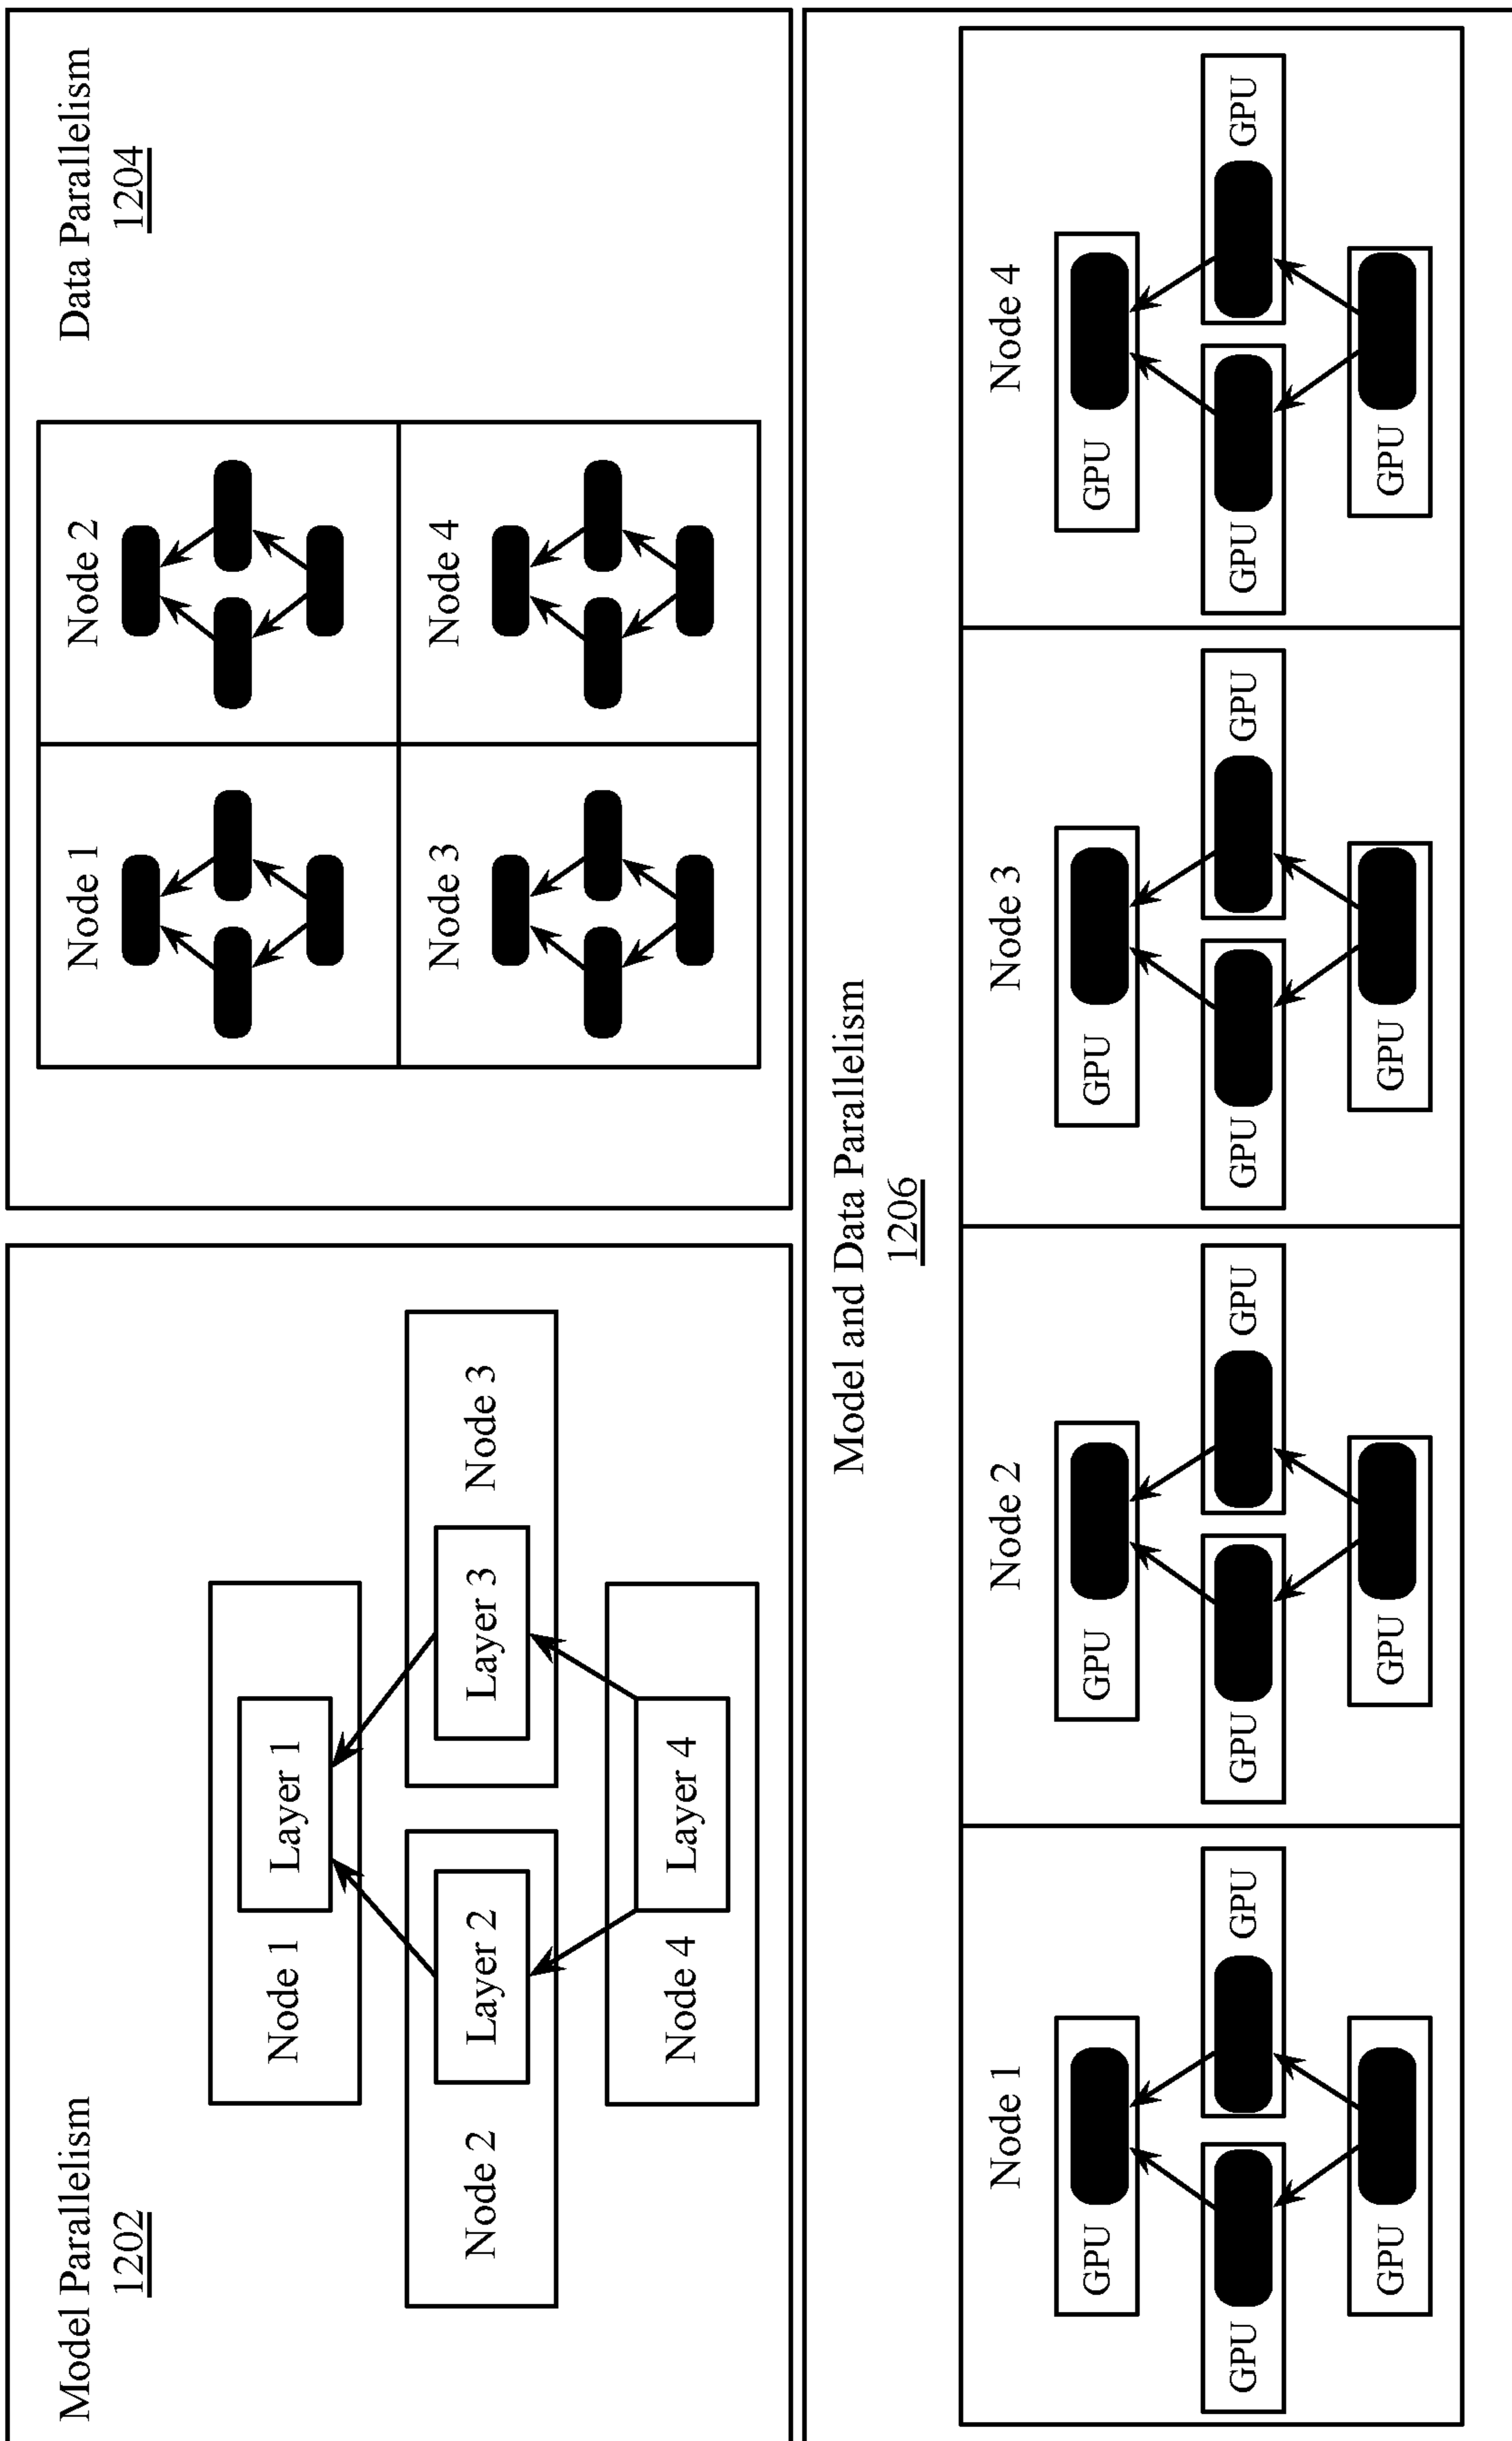 Model Parallelism
1202
Node 1
Layer 1
Node 2
Layer 2
Layer 3
Node 3
Node 4
Layer 4
Data Parallelism
1204
Node 1
Node 2
Node 3
Node 4
Model and Data Parallelism
1206
Node 1
GPU
GPU
GPU
GPU
Node 2
GPU
GPU
GPU
GPU
Node 3
GPU
GPU
GPU
GPU
Node 4
GPU
GPU
GPU
GPU